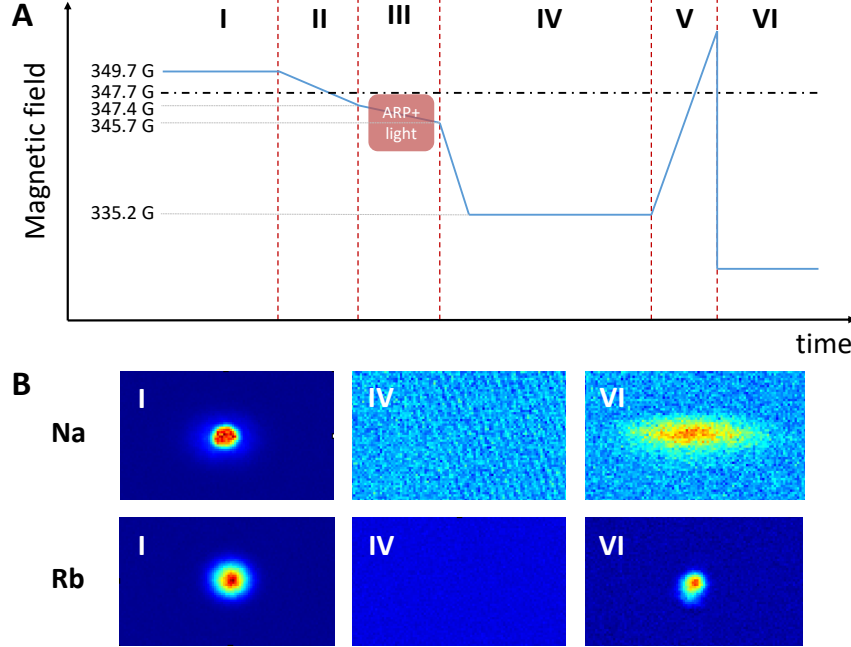 A
I II III IV V VI
Magnetic field
349.7 G
347.7 G
347.4 G
345.7 G
335.2 G
ARP+
light
time
B
Na
I IV VI
Rb
I IV VI